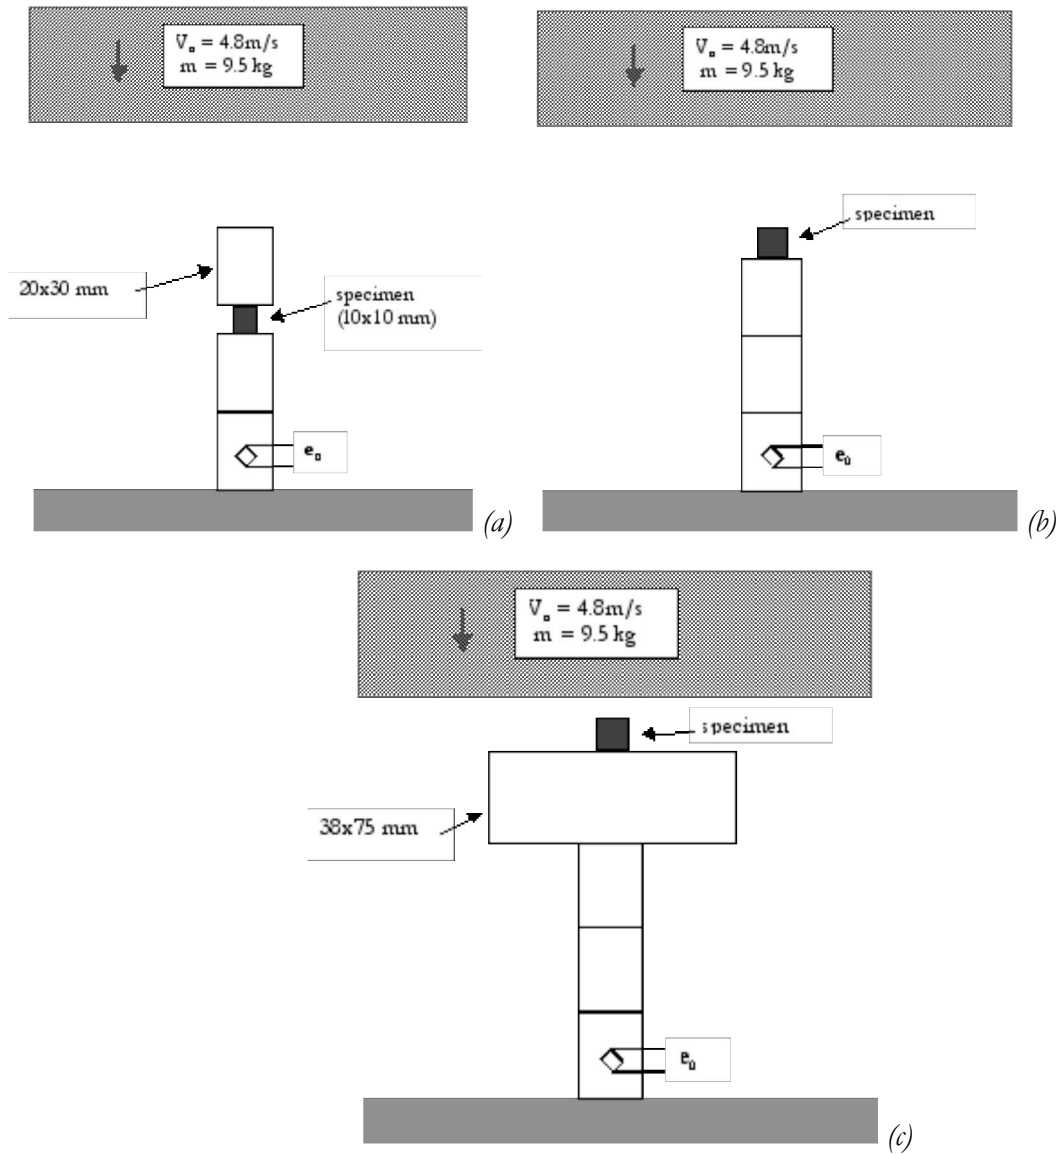 V₀ = 4.8m/s
m = 9.5 kg
20x30 mm
specimen
(10x10 mm)
e₀
(a)
V₀ = 4.8m/s
m = 9.5 kg
specimen
e₀
(b)
V₀ = 4.8m/s
m = 9.5 kg
specimen
38x75 mm
e₀
(c)